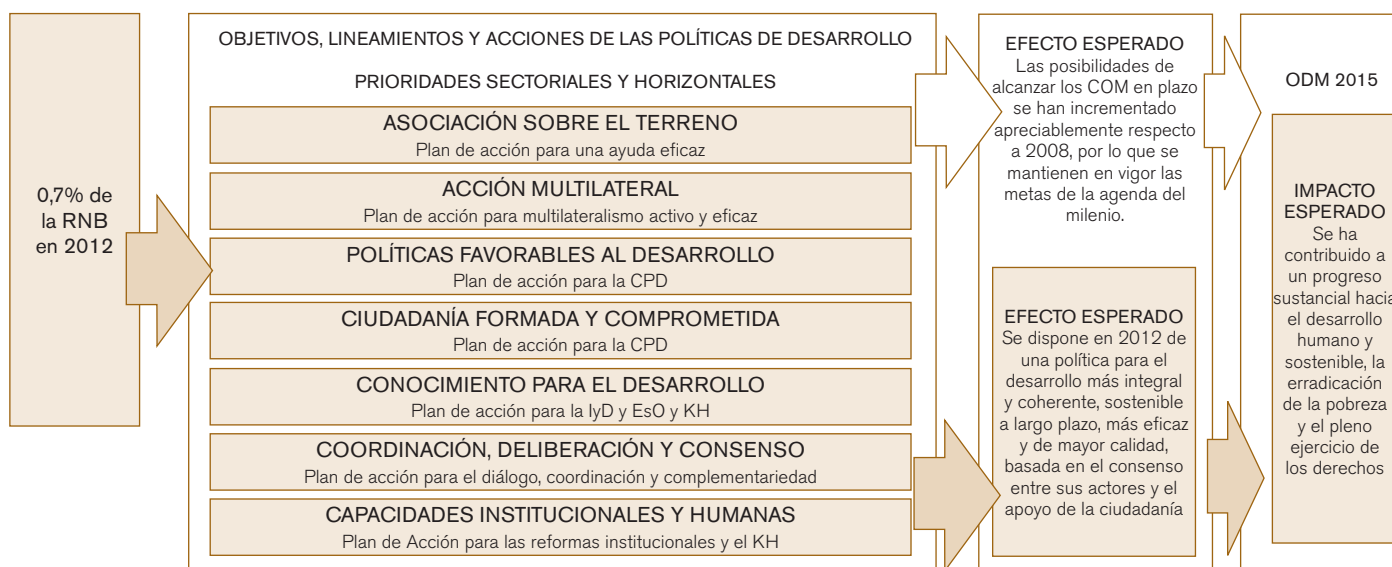 0,7% de
la RNB
en 2012
OBJETIVOS, LINEAMIENTOS Y ACCIONES DE LAS POLÍTICAS DE DESARROLLO
PRIORIDADES SECTORIALES Y HORIZONTALES
ASOCIACIÓN SOBRE EL TERRENO
Plan de acción para una ayuda eficaz
ACCIÓN MULTILATERAL
Plan de acción para multilateralismo activo y eficaz
POLÍTICAS FAVORABLES AL DESARROLLO
Plan de acción para la CPD
CIUDADANÍA FORMADA Y COMPROMETIDA
Plan de acción para la CPD
CONOCIMIENTO PARA EL DESARROLLO
Plan de acción para la IyD y EsO y KH
COORDINACIÓN, DELIBERACIÓN Y CONSENSO
Plan de acción para el diálogo, coordinación y complementariedad
CAPACIDADES INSTITUCIONALES Y HUMANAS
Plan de Acción para las reformas institucionales y el KH
EFECTO ESPERADO
Las posibilidades de
alcanzar los COM en plazo
se han incrementado
apreciablemente respecto
a 2008, por lo que se
mantienen en vigor las
metas de la agenda del
milenio.
EFECTO ESPERADO
Se dispone en 2012 de
una política para el
desarrollo más integral
y coherente, sostenible
a largo plazo, más eficaz
y de mayor calidad,
basada en el consenso
entre sus actores y el
apoyo de la ciudadanía
ODM 2015
IMPACTO
ESPERADO
Se ha
contribuido a
un progreso
sustancial hacia
el desarrollo
humano y
sostenible, la
erradicación
de la pobreza
y el pleno
ejercicio de
los derechos